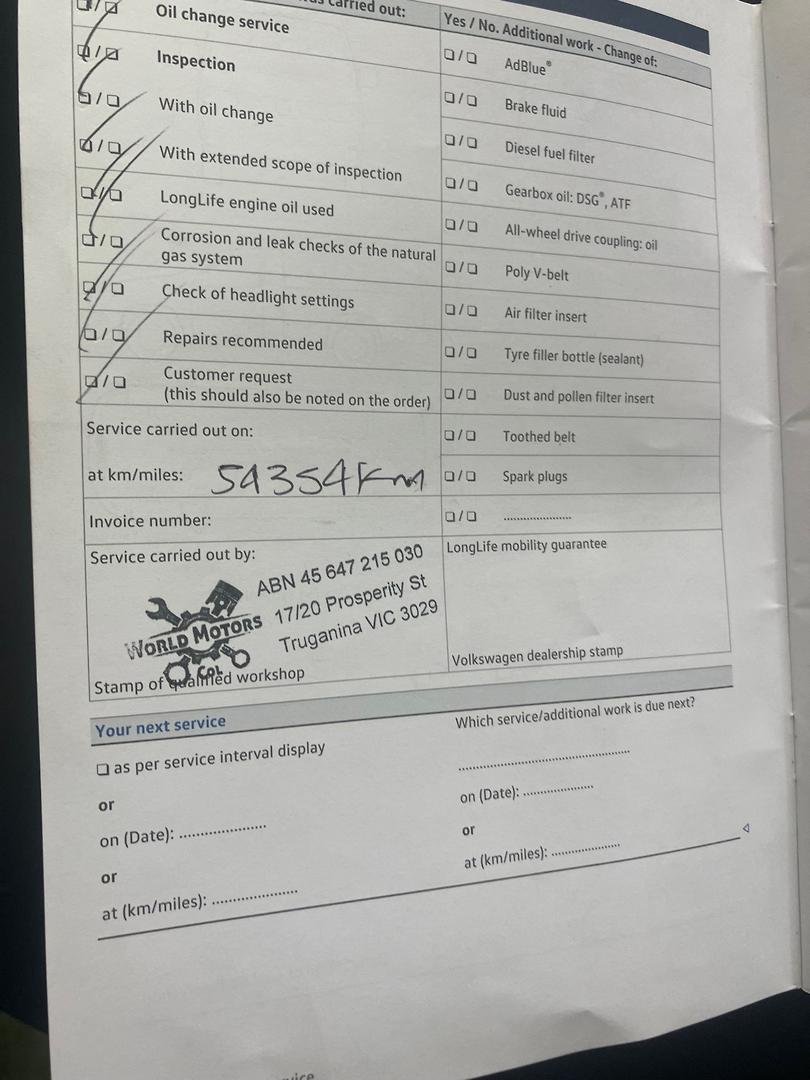 carried out:
Oil change service
Inspection
With oil change
With extended scope of inspection
LongLife engine oil used
Corrosion and leak checks of the natural
gas system
Check of headlight settings
Repairs recommended
Customer request
(this should also be noted on the order)
Service carried out on:
at km/miles: 54354Km
Invoice number:
Service carried out by:
WORLD MOTORS
ABN 45 647 215 030
17/20 Prosperity St
Truganina VIC 3029
Stamp of qualified workshop
Yes / No. Additional work - Change of:
❑/❑ AdBlue®
❑/❑ Brake fluid
❑/❑ Diesel fuel filter
❑/❑ Gearbox oil: DSG®, ATF
❑/❑ All-wheel drive coupling: oil
❑/❑ Poly V-belt
❑/❑ Air filter insert
❑/❑ Tyre filler bottle (sealant)
❑/❑ Dust and pollen filter insert
❑/❑ Toothed belt
❑/❑ Spark plugs
❑/❑ ....................
LongLife mobility guarantee
Volkswagen dealership stamp
Your next service
❑ as per service interval display
or
on (Date): ....................
or
at (km/miles): ....................
Which service/additional work is due next?
..................................................
on (Date): ....................
or
at (km/miles): ....................